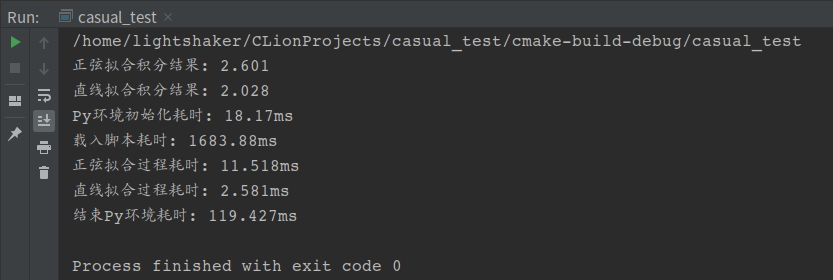 Run: casual_test ×
/home/lightshaker/CLionProjects/casual_test/cmake-build-debug/casual_test
正弦拟合积分结果: 2.601
直线拟合积分结果: 2.028
Py环境初始化耗时: 18.17ms
载入脚本耗时: 1683.88ms
正弦拟合过程耗时: 11.518ms
直线拟合过程耗时: 2.581ms
结束Py环境耗时: 119.427ms
Process finished with exit code 0